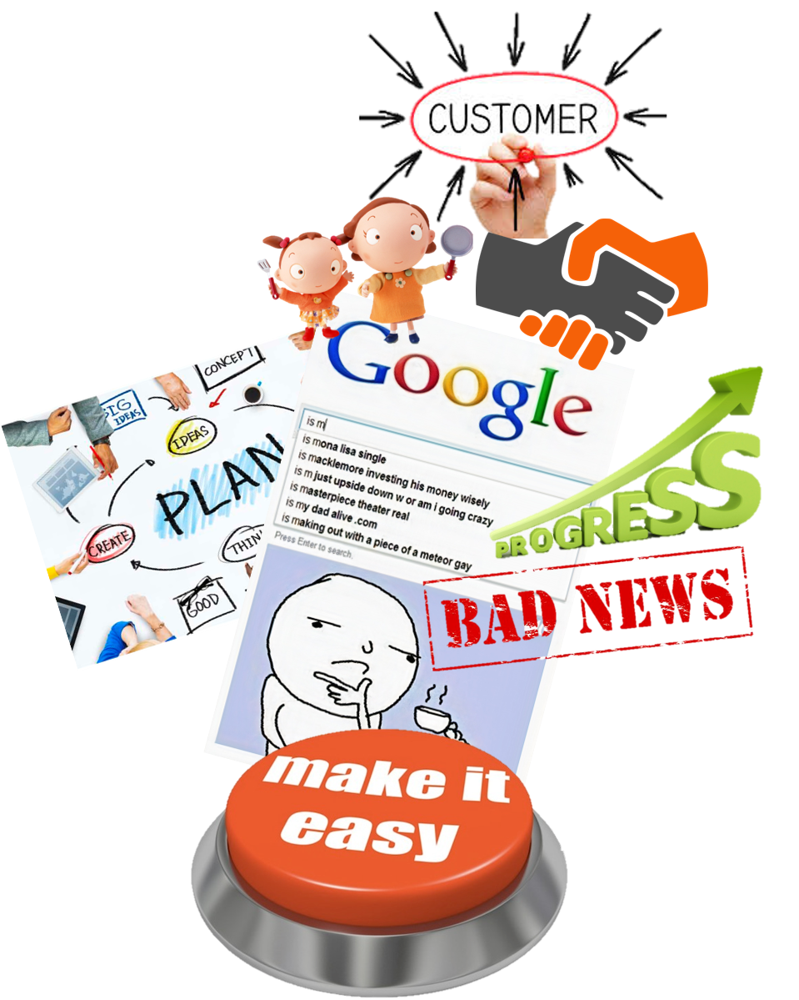 CUSTOMER
CONCEPT
BIG
IDEAS
IDEAS
PLAN
CREATE
THIN
GOOD
Google
is m
is mona lisa single
is macklemore investing his money wisely
is m just upside down w or am i going crazy
is masterpiece theater real
is my dad alive .com
is making out with a piece of a meteor gay
Press Enter to search.
PROGRESS
BAD NEWS
make it
easy